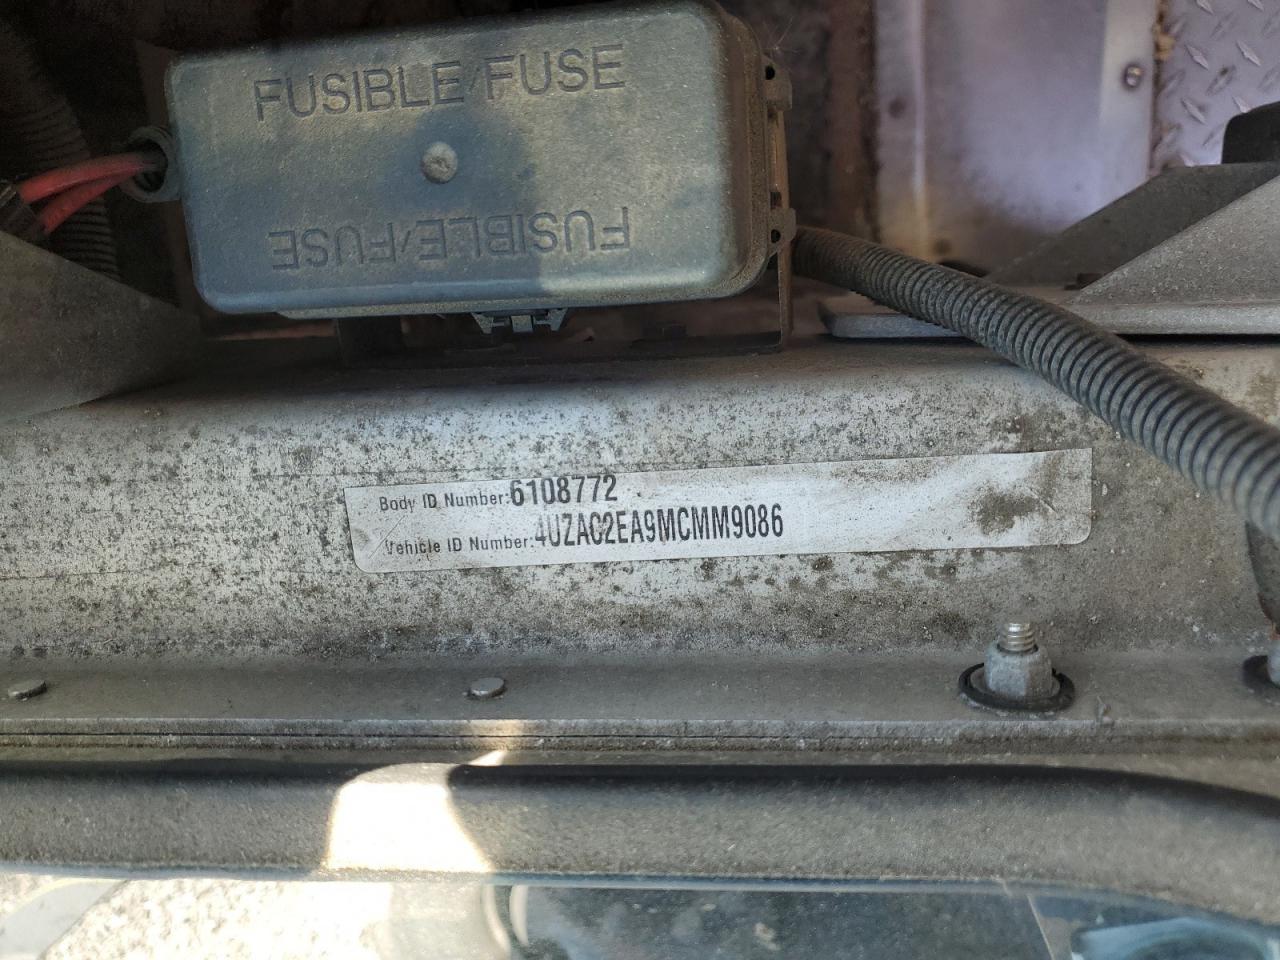 FUSIBLE/FUSE
FUSIBLE/FUSE
Body ID Number:6108772
Vehicle ID Number:4UZAC2EA9MCMM9086